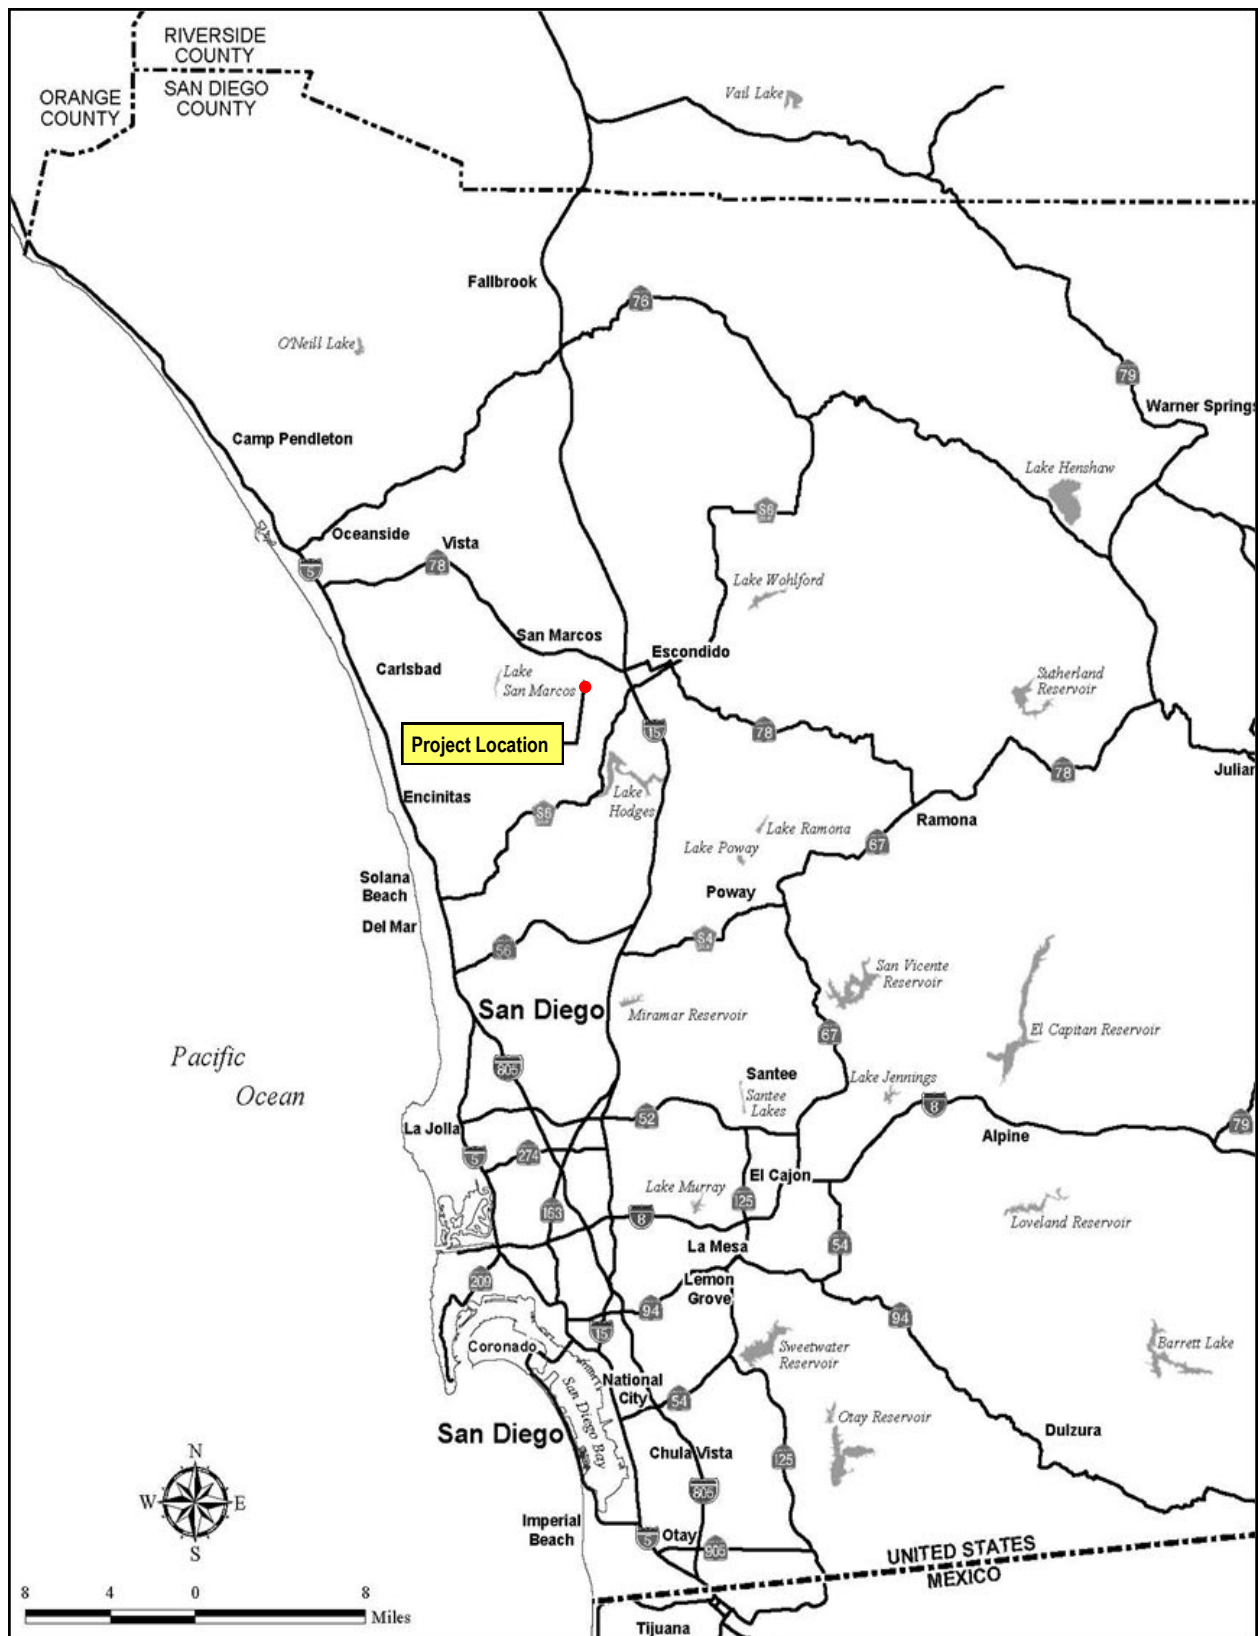 RIVERSIDE
COUNTY
ORANGE
COUNTY
SAN DIEGO
COUNTY
Vail Lake
Fallbrook
76
O'Neill Lake
79
Warner Springs
Camp Pendleton
Lake Henshaw
S6
Oceanside
Vista
5
78
Lake Wohlford
San Marcos
Escondido
Carlsbad
Lake
San Marcos
Sutherland
Reservoir
Project Location
15
78
78
Julian
Encinitas
Lake
Hodges
S6
Ramona
Lake Ramona
67
Lake Poway
Solana
Beach
Poway
Del Mar
56
S4
San Vicente
Reservoir
San Diego
Miramar Reservoir
El Capitan Reservoir
67
Pacific
Ocean
805
Santee
Lake Jennings
Santee
Lakes
8
52
La Jolla
Alpine
79
5
274
El Cajon
Lake Murray
125
163
8
Loveland Reservoir
La Mesa
54
209
Lemon
Grove
94
94
15
Coronado
Sweetwater
Reservoir
Barrett Lake
National
City
San Diego Bay
54
Otay Reservoir
San Diego
Dulzura
Chula Vista
125
805
N
W
E
S
Imperial
Beach
5
Otay
905
UNITED STATES
MEXICO
8
4
0
8
Miles
Tijuana